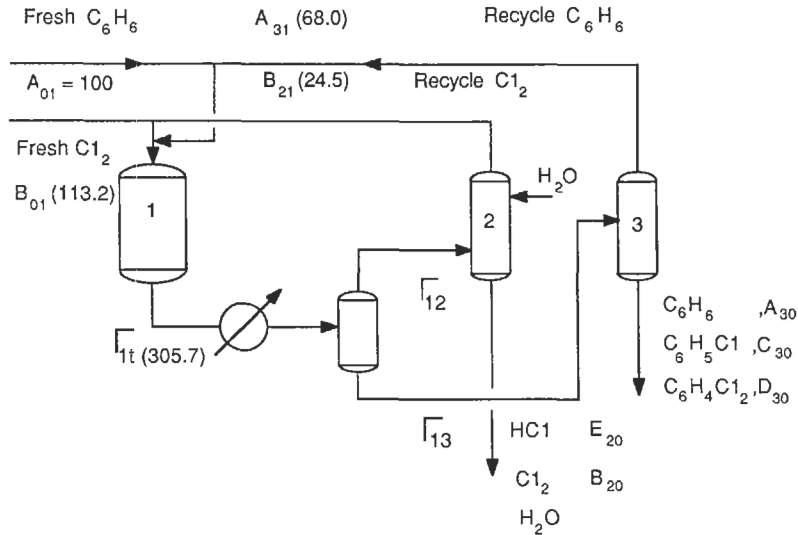 Fresh C6H6 A31 (68.0) Recycle C6H6
A01 = 100 B21 (24.5) Recycle C12
Fresh C12
B01 (113.2)
H2O
1 2 3
Γ12
C6H6 ,A30
Γ1t (305.7)
C6H5C1 ,C30
C6H4C12,D30
Γ13 HC1 E20
C12 B20
H2O